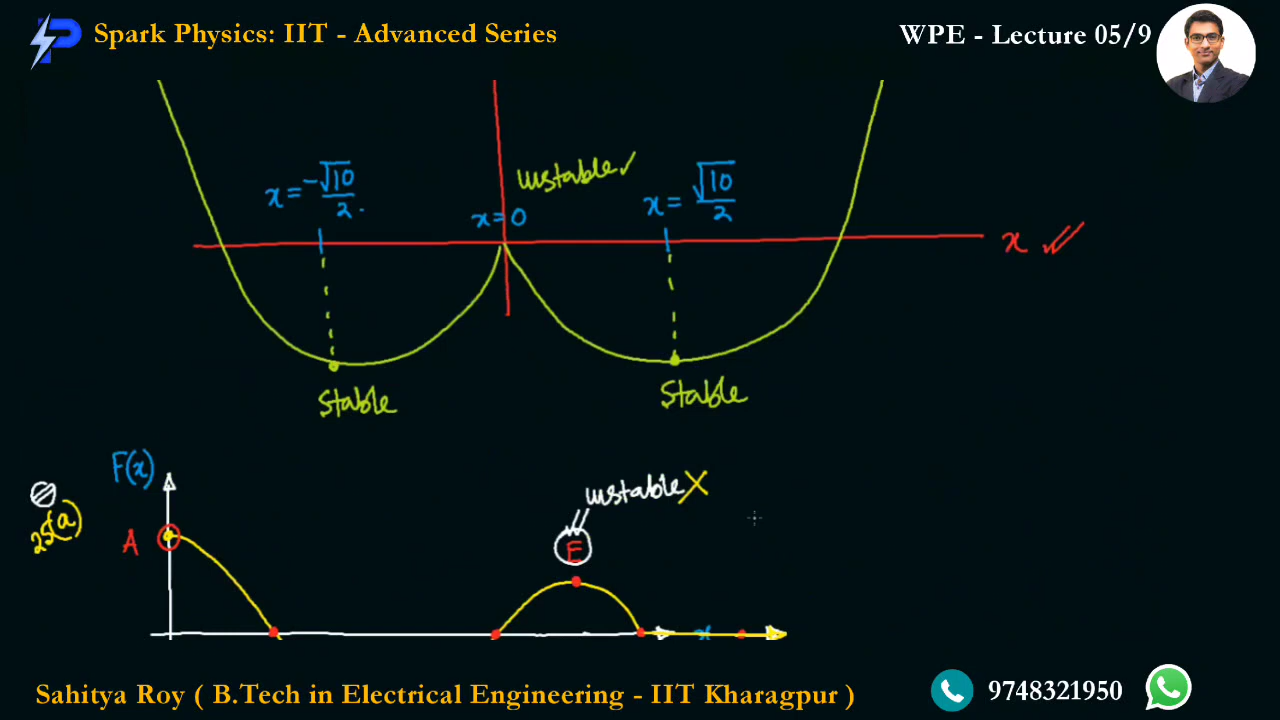 Spark Physics: IIT - Advanced Series
WPE - Lecture 05/9
unstable ✓
x = -√10/2
x = 0
x = √10/2
x
Stable
Stable
F(x)
25(a)
A
unstable X
E
x
Sahitya Roy ( B.Tech in Electrical Engineering - IIT Kharagpur )
9748321950